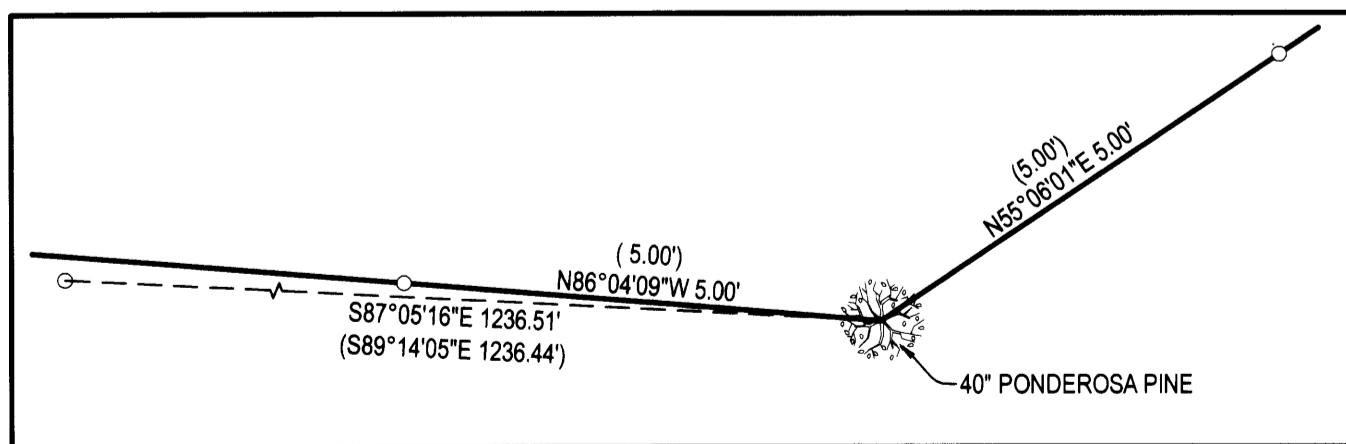 (5.00')
N55°06'01"E 5.00'
( 5.00')
N86°04'09"W 5.00'
S87°05'16"E 1236.51'
(S89°14'05"E 1236.44')
40" PONDEROSA PINE